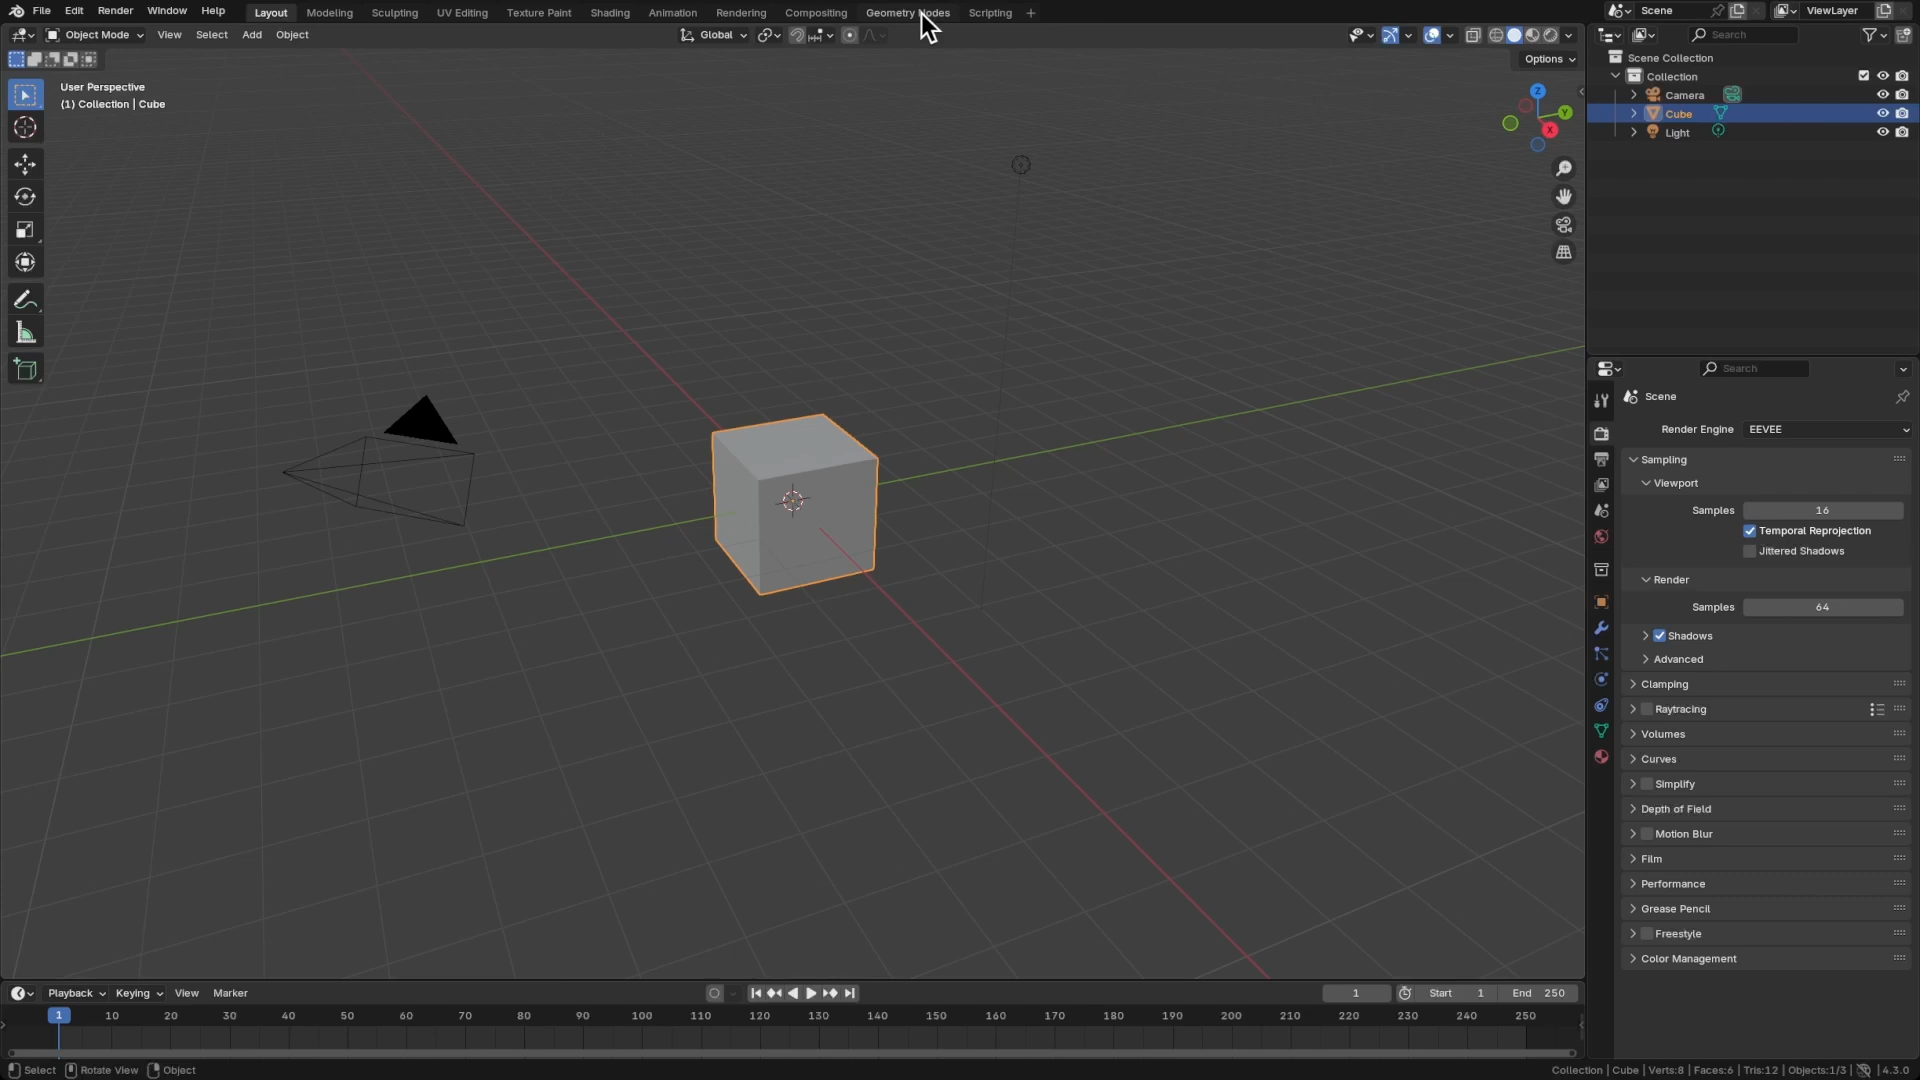 File Edit Render Window Help Layout Modeling Sculpting UV Editing Texture Paint Shading Animation Rendering Compositing Geometry Nodes Scripting + Scene ViewLayer
Object Mode View Select Add Object Global Search
Options
User Perspective
(1) Collection | Cube
Z
Y
X
Scene Collection
Collection
Camera
Cube
Light
Search
Scene
Render Engine EEVEE
Sampling
Viewport
Samples 16
Temporal Reprojection
Jittered Shadows
Render
Samples 64
Shadows
Advanced
Clamping
Raytracing
Volumes
Curves
Simplify
Depth of Field
Motion Blur
Film
Performance
Grease Pencil
Freestyle
Color Management
Playback Keying View Marker 1 Start 1 End 250
1 10 20 30 40 50 60 70 80 90 100 110 120 130 140 150 160 170 180 190 200 210 220 230 240 250
Select Rotate View Object Collection | Cube | Verts:8 | Faces:6 | Tris:12 | Objects:1/3 | 4.3.0